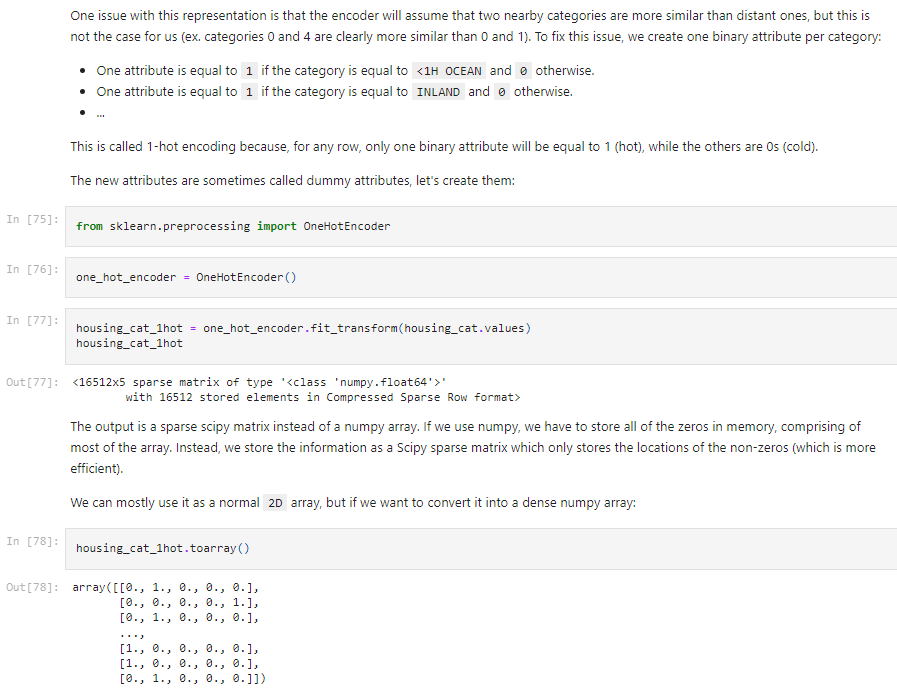 One issue with this representation is that the encoder will assume that two nearby categories are more similar than distant ones, but this is
not the case for us (ex. categories 0 and 4 are clearly more similar than 0 and 1). To fix this issue, we create one binary attribute per category:
• One attribute is equal to 1 if the category is equal to <1H OCEAN and 0 otherwise.
• One attribute is equal to 1 if the category is equal to INLAND and 0 otherwise.
• ...
This is called 1-hot encoding because, for any row, only one binary attribute will be equal to 1 (hot), while the others are 0s (cold).
The new attributes are sometimes called dummy attributes, let's create them:
In [75]: from sklearn.preprocessing import OneHotEncoder
In [76]: one_hot_encoder = OneHotEncoder()
In [77]: housing_cat_1hot = one_hot_encoder.fit_transform(housing_cat.values)
housing_cat_1hot
Out[77]: <16512x5 sparse matrix of type '<class 'numpy.float64'>'
with 16512 stored elements in Compressed Sparse Row format>
The output is a sparse scipy matrix instead of a numpy array. If we use numpy, we have to store all of the zeros in memory, comprising of
most of the array. Instead, we store the information as a Scipy sparse matrix which only stores the locations of the non-zeros (which is more
efficient).
We can mostly use it as a normal 2D array, but if we want to convert it into a dense numpy array:
In [78]: housing_cat_1hot.toarray()
Out[78]: array([[0., 1., 0., 0., 0.],
[0., 0., 0., 0., 1.],
[0., 1., 0., 0., 0.],
...,
[1., 0., 0., 0., 0.],
[1., 0., 0., 0., 0.],
[0., 1., 0., 0., 0.]])